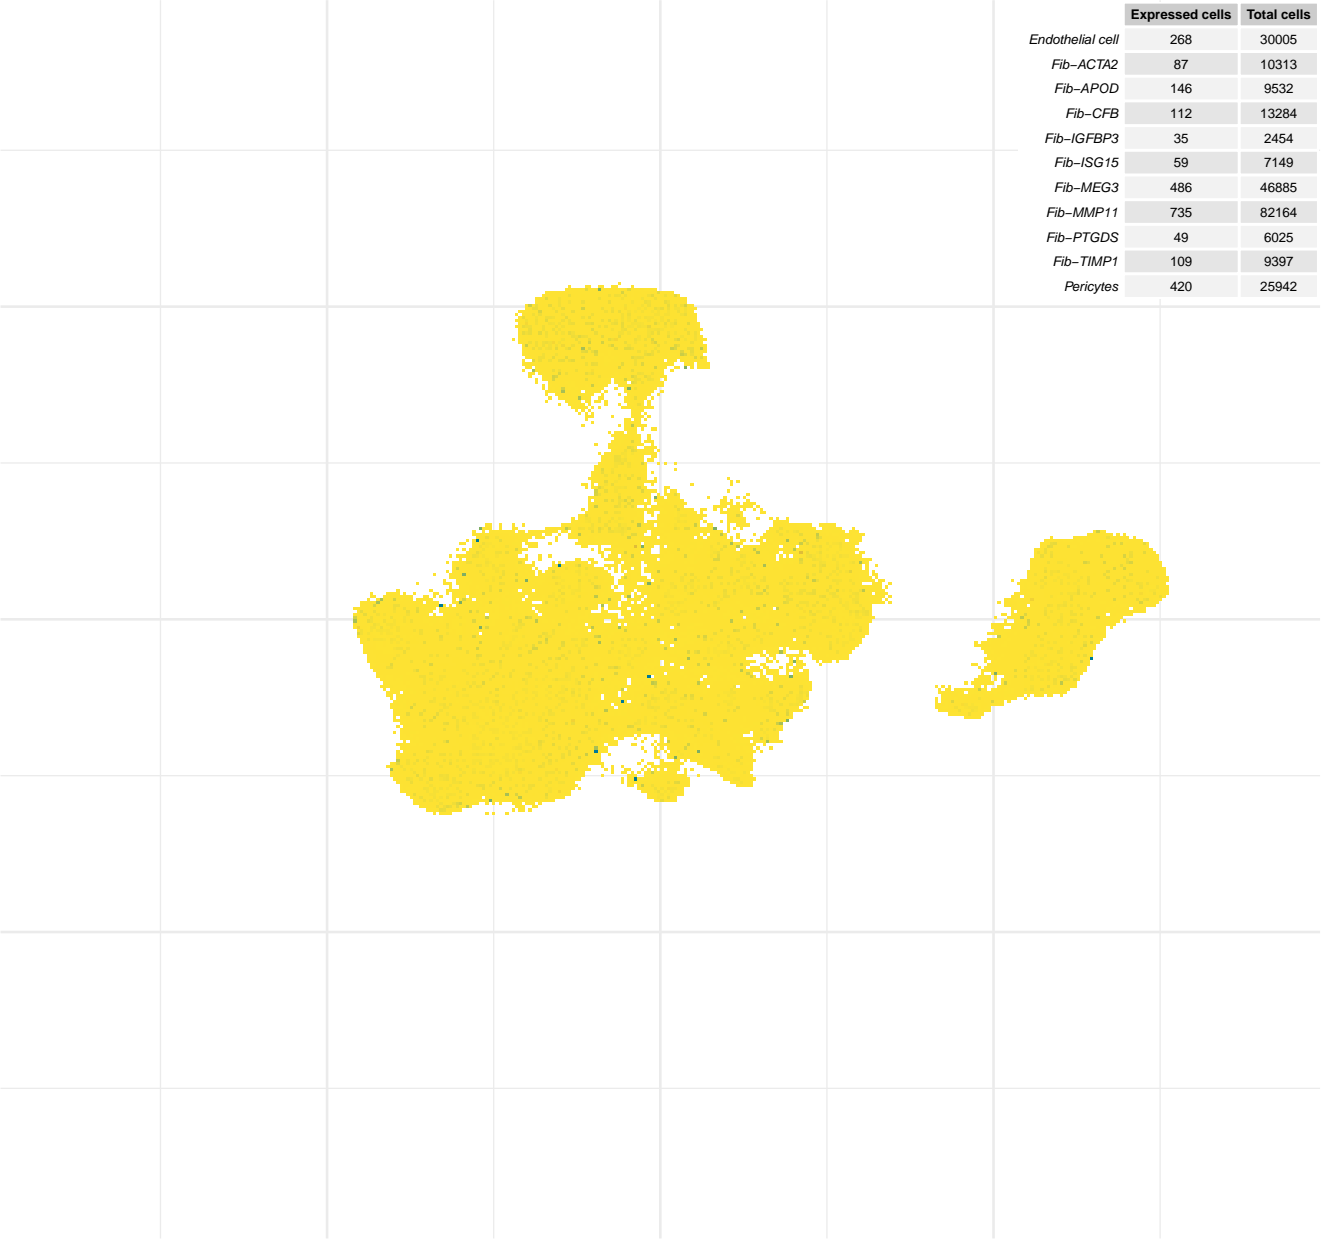 Expressed cells Total cells
Endothelial cell 268 30005
Fib−ACTA2 87 10313
Fib−APOD 146 9532
Fib−CFB 112 13284
Fib−IGFBP3 35 2454
Fib−ISG15 59 7149
Fib−MEG3 486 46885
Fib−MMP11 735 82164
Fib−PTGDS 49 6025
Fib−TIMP1 109 9397
Pericytes 420 25942